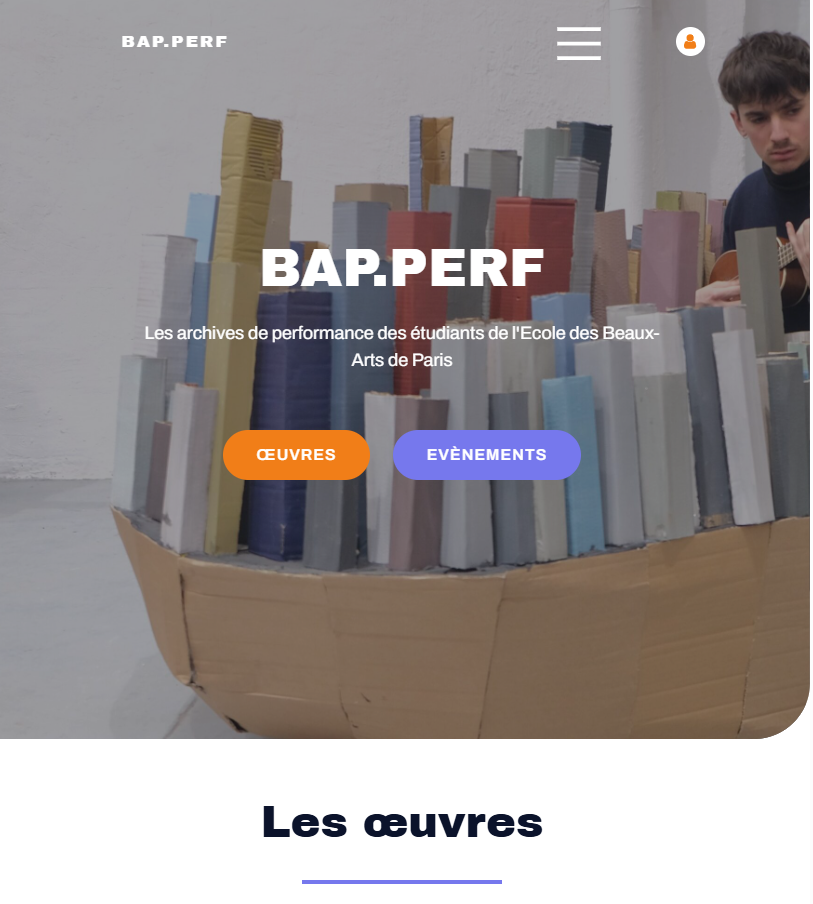 BAP.PERF
BAP.PERF
Les archives de performance des étudiants de l'Ecole des Beaux-
Arts de Paris
ŒUVRES
EVÈNEMENTS
Les œuvres